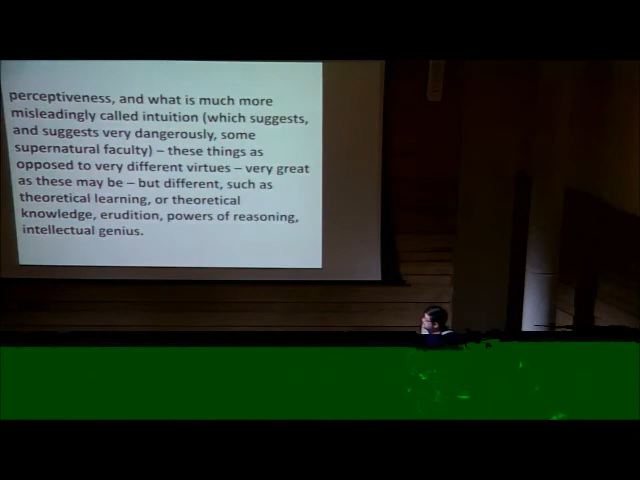 perceptiveness, and what is much more
misleadingly called intuition (which suggests,
and suggests very dangerously, some
supernatural faculty) – these things as
opposed to very different virtues – very great
as these may be – but different, such as
theoretical learning, or theoretical
knowledge, erudition, powers of reasoning,
intellectual genius.